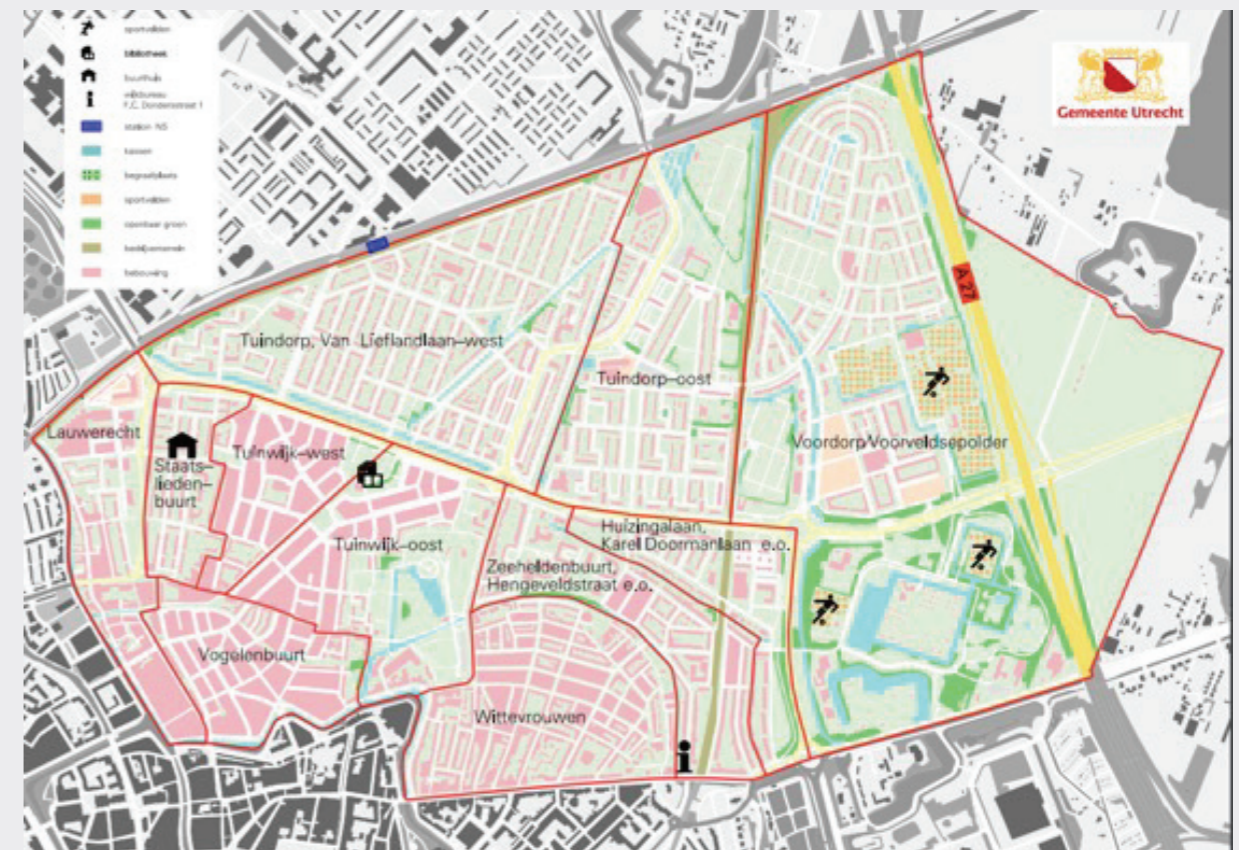 sportvelden
bibliotheek
buurthuis
wijkbureau
F.C. Dondersstraat 1
station NS
kassen
begraafplaats
sportvelden
openbaar groen
bedrijventerrein
bebouwing
Gemeente Utrecht
A 27
Tuindorp, Van Lieflandlaan-west
Tuindorp-oost
Voordorp/Voorveldsepolder
Lauwerecht
Staats-
lieden-
buurt
Tuinwijk-west
Tuinwijk-oost
Huizingalaan,
Karel Doormanlaan e.o.
Zeeheldenbuurt,
Hengeveldstraat e.o.
Vogelenbuurt
Wittevrouwen